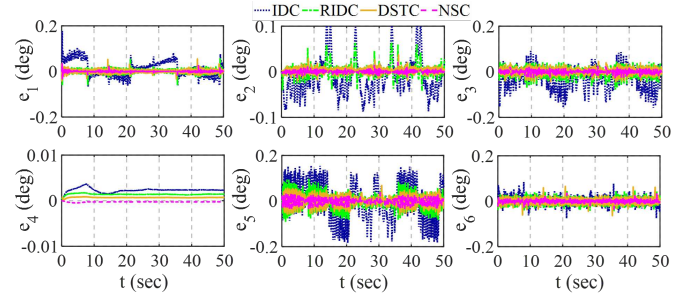 IDC RIDC DSTC NSC
0.2 0.1 0.2
e1 (deg) e2 (deg) e3 (deg)
0 0 0
-0.2 -0.1 -0.2
0 10 20 30 40 50 0 10 20 30 40 50 0 10 20 30 40 50
0.01 0.2 0.2
e4 (deg) e5 (deg) e6 (deg)
0 0 0
-0.01 -0.2 -0.2
0 10 20 30 40 50 0 10 20 30 40 50 0 10 20 30 40 50
t (sec) t (sec) t (sec)